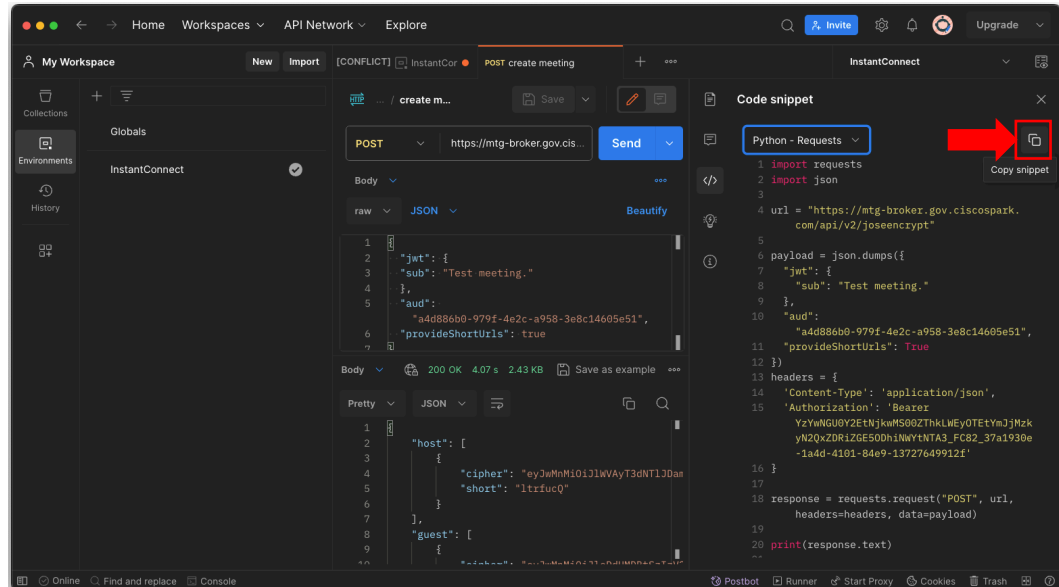 Home Workspaces API Network Explore Invite Upgrade
My Workspace New Import [CONFLICT] InstantCor POST create meeting InstantConnect
Collections
Environments
History
Globals
InstantConnect
HTTP ... / create m... Save
POST https://mtg-broker.gov.cis... Send
Body
raw JSON Beautify
1 {
2 "jwt": {
3 "sub": "Test meeting."
4 },
5 "aud":
"a4d886b0-979f-4e2c-a958-3e8c14605e51",
6 "provideShortUrls": true
7 }
Body 200 OK 4.07 s 2.43 KB Save as example
Pretty JSON
1 {
2 "host": [
3 {
4 "cipher": "eyJwMnMiOiJlWVAyT3dNTlJDam
5 "short": "ltrfucQ"
6 }
7 ],
8 "guest": [
9 {
10
Code snippet
Python - Requests
Copy snippet
1 import requests
2 import json
3
4 url = "https://mtg-broker.gov.ciscospark.
com/api/v2/joseencrypt"
5
6 payload = json.dumps({
7 "jwt": {
8 "sub": "Test meeting."
9 },
10 "aud":
"a4d886b0-979f-4e2c-a958-3e8c14605e51",
11 "provideShortUrls": True
12 })
13 headers = {
14 'Content-Type': 'application/json',
15 'Authorization': 'Bearer
YzYwNGU0Y2EtNjkwMS00ZThkLWEyOTEtYmJjMzk
yN2QxZDRiZGE5ODhiNWYtNTA3_FC82_37a1930e
-1a4d-4101-84e9-13727649912f'
16 }
17
18 response = requests.request("POST", url,
headers=headers, data=payload)
19
20 print(response.text)
Online Find and replace Console Postbot Runner Start Proxy Cookies Trash